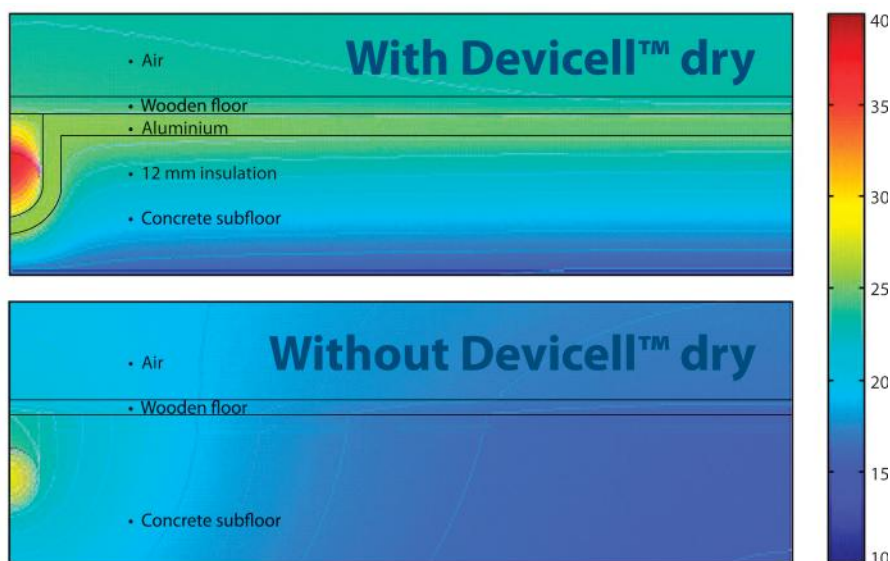 With Devicell™ dry
• Air
• Wooden floor
• Aluminium
• 12 mm insulation
• Concrete subfloor
Without Devicell™ dry
• Air
• Wooden floor
• Concrete subfloor
40
35
30
25
20
15
10